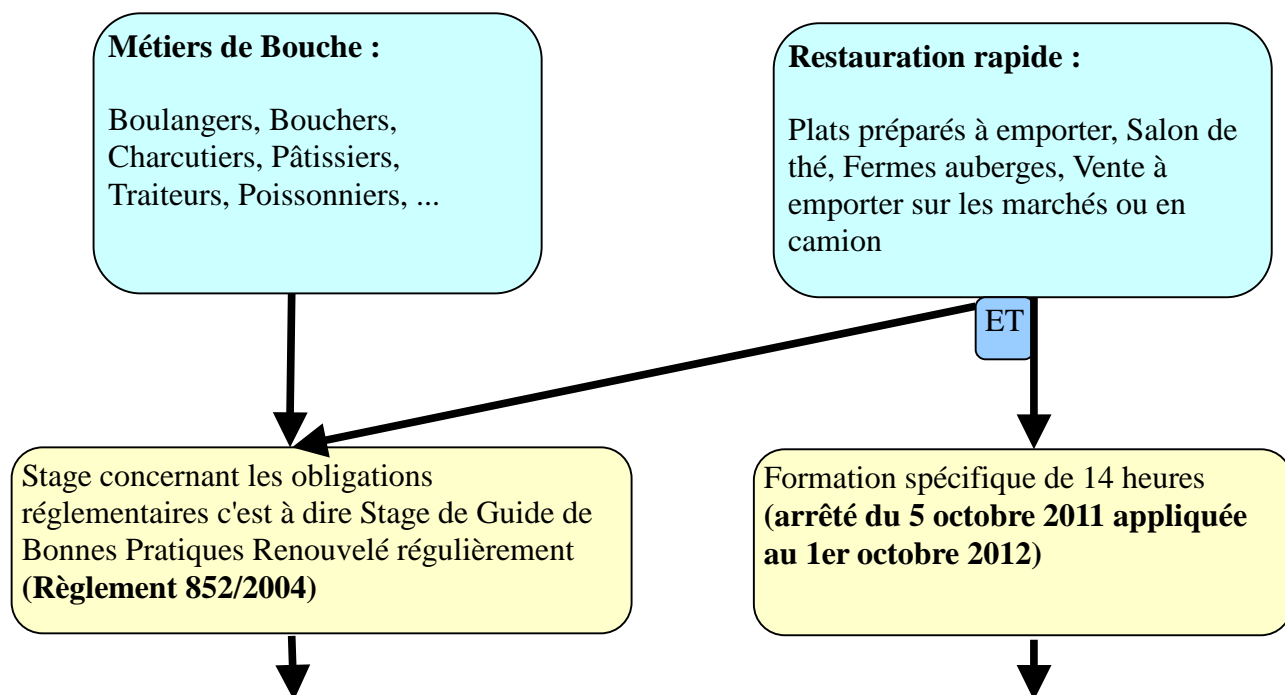 Métiers de Bouche :
Boulangers, Bouchers,
Charcutiers, Pâtissiers,
Traiteurs, Poissonniers, ...
Restauration rapide :
Plats préparés à emporter, Salon de
thé, Fermes auberges, Vente à
emporter sur les marchés ou en
camion
ET
Stage concernant les obligations
réglementaires c'est à dire Stage de Guide de
Bonnes Pratiques Renouvelé régulièrement
(Règlement 852/2004)
Formation spécifique de 14 heures
(arrêté du 5 octobre 2011 appliquée
au 1er octobre 2012)